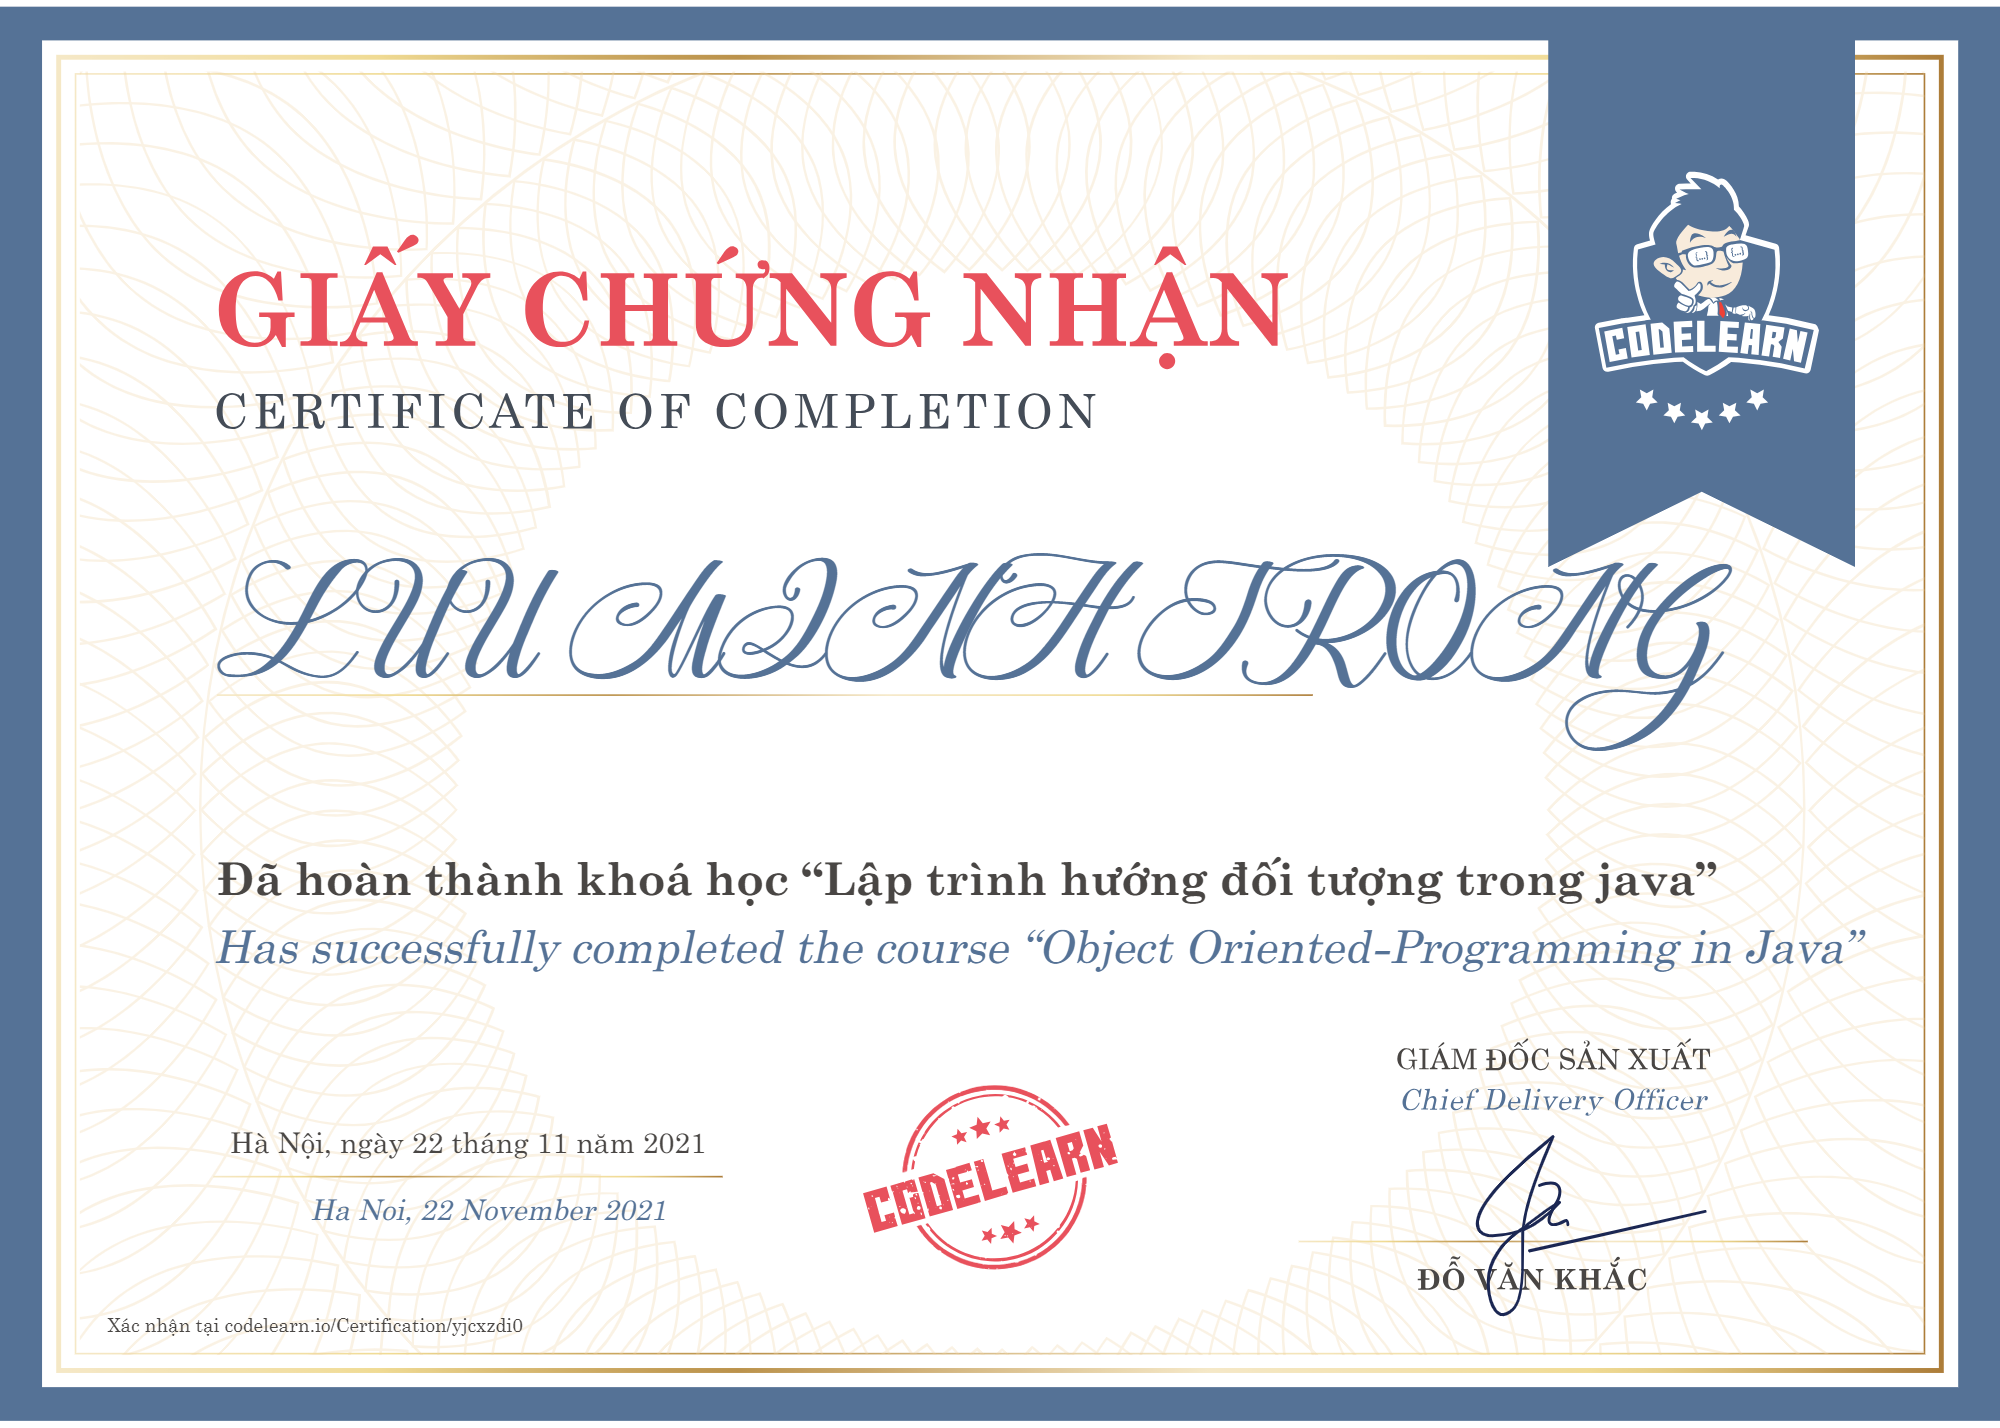 CODELEARN
GIẤY CHỨNG NHẬN
CERTIFICATE OF COMPLETION
LUU MINH TRONG
Đã hoàn thành khoá học “Lập trình hướng đối tượng trong java”
Has successfully completed the course “Object Oriented-Programming in Java”
GIÁM ĐỐC SẢN XUẤT
Chief Delivery Officer
Hà Nội, ngày 22 tháng 11 năm 2021
Ha Noi, 22 November 2021
CODELEARN
ĐỖ VĂN KHẮC
Xác nhận tại codelearn.io/Certification/yjcxzdi0